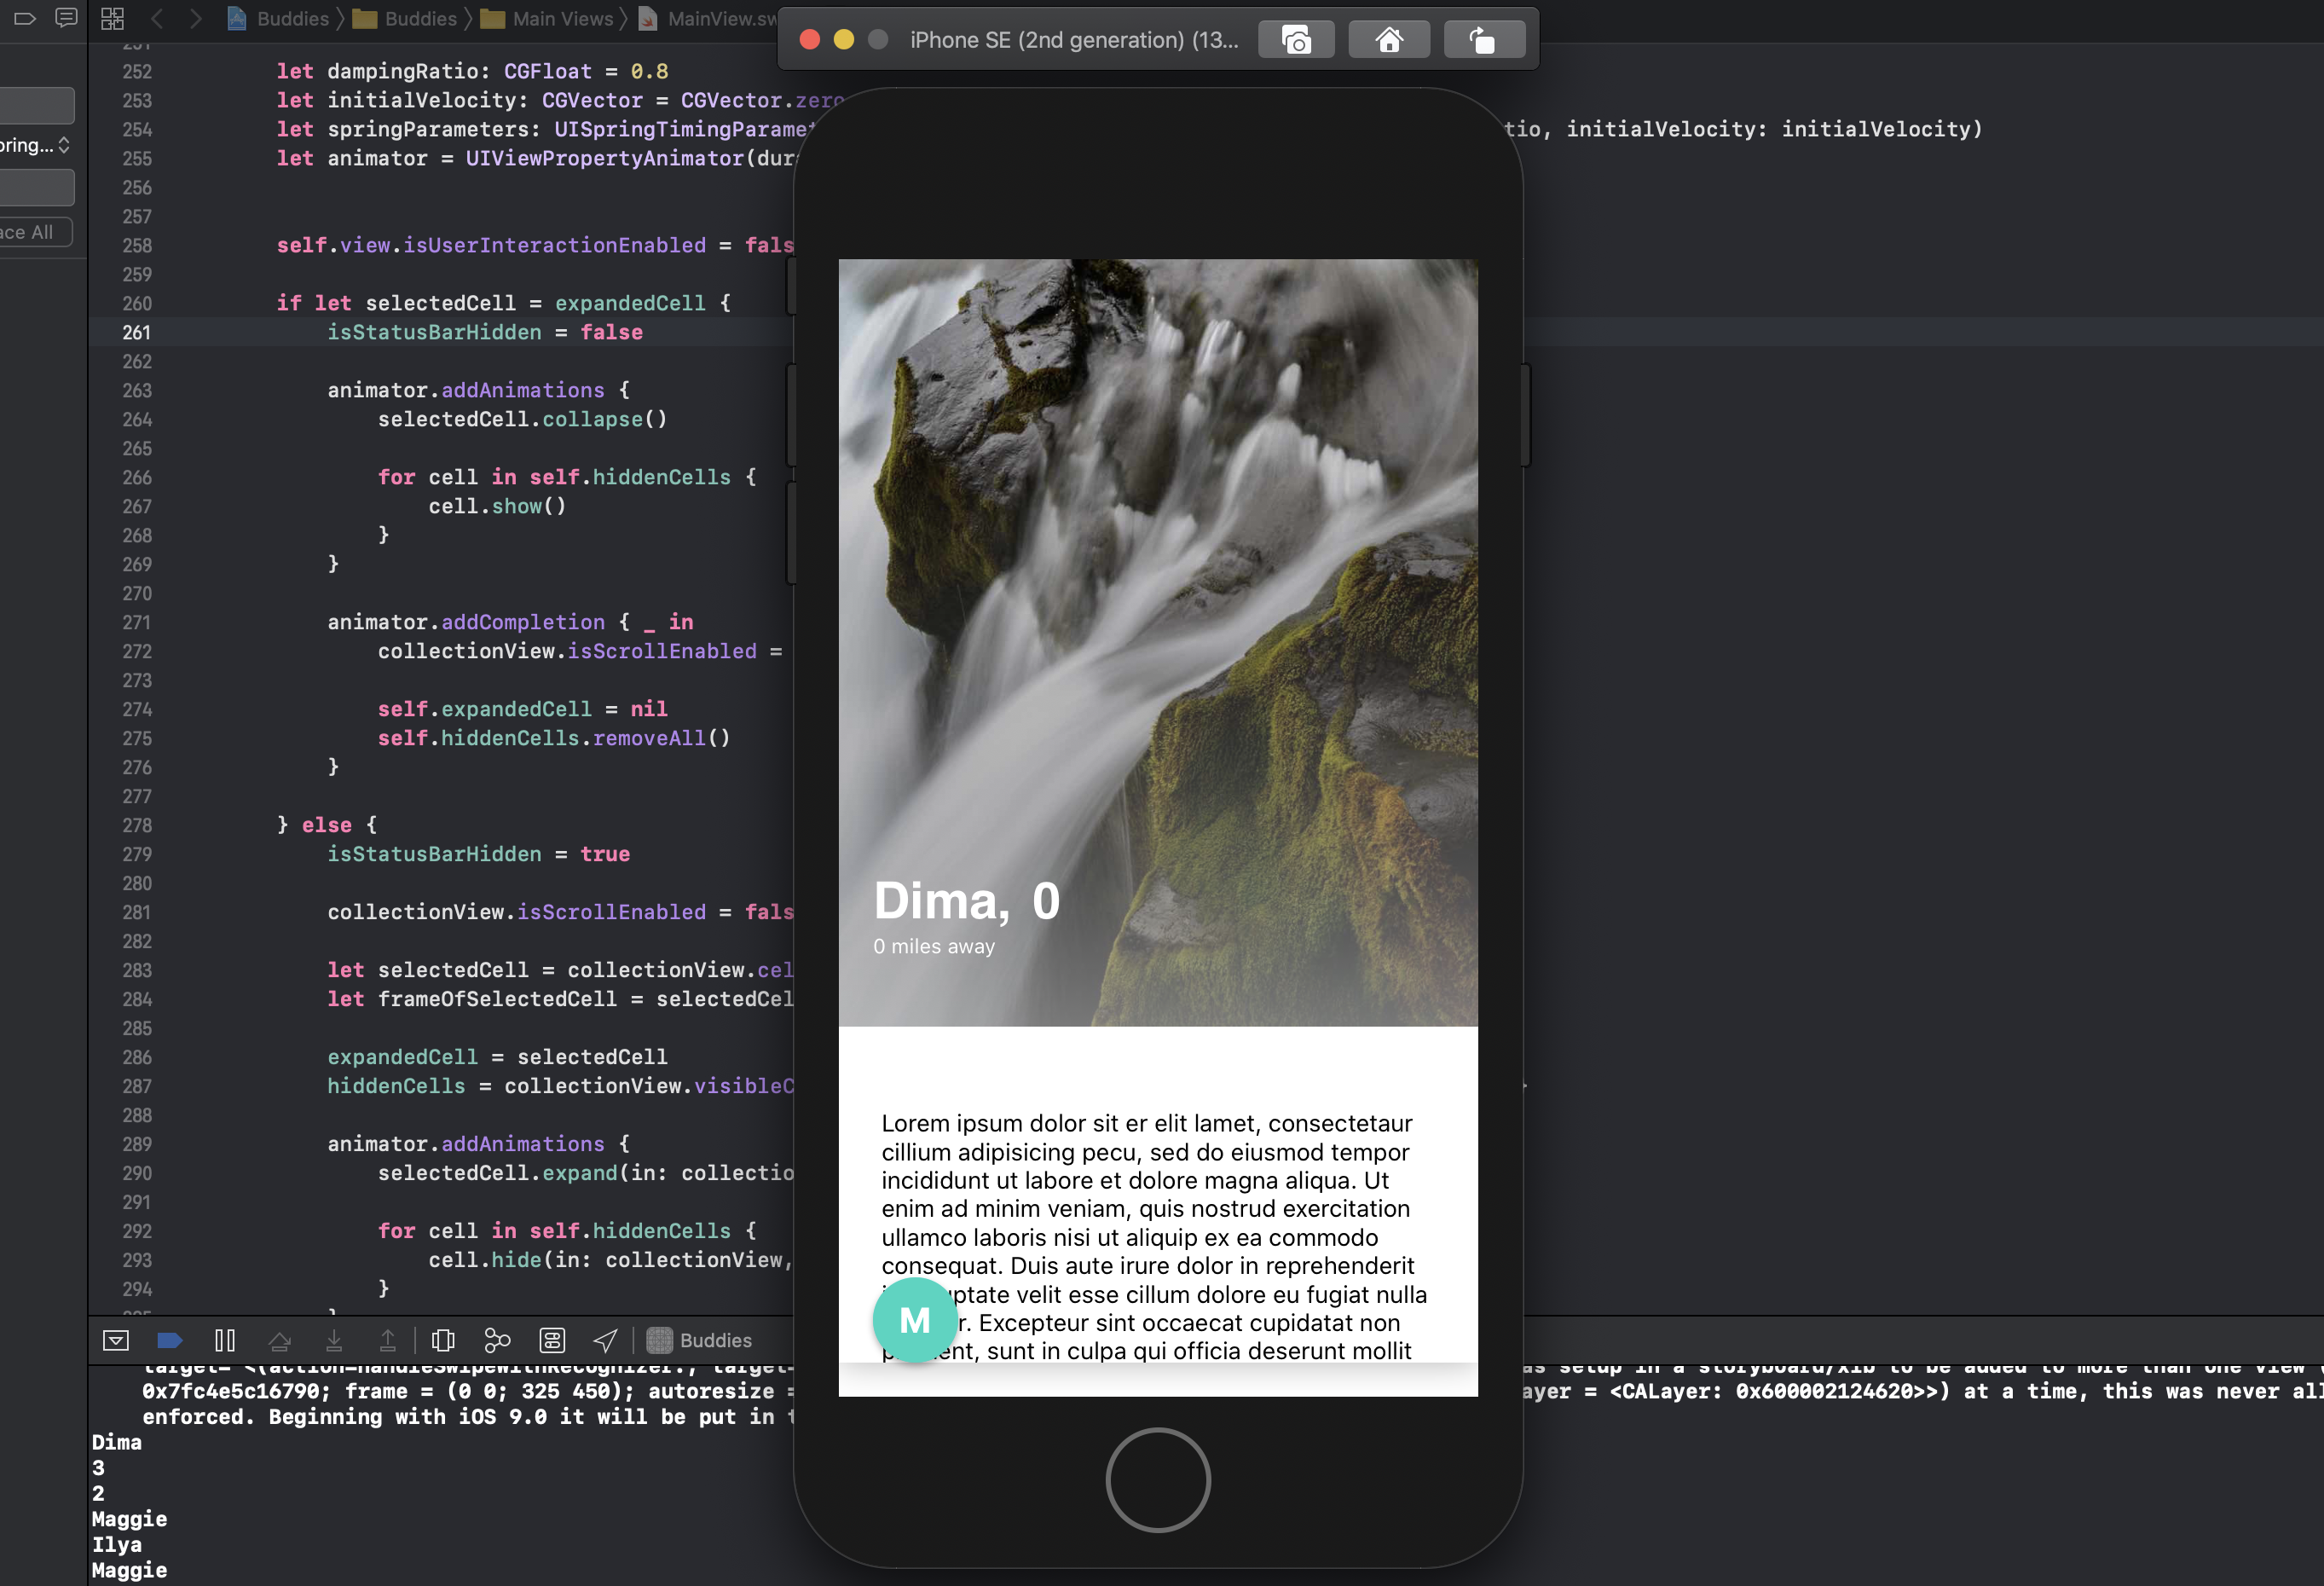 Buddies 〉 Buddies 〉 Main Views 〉 MainView.sw
iPhone SE (2nd generation) (13...
252 let dampingRatio: CGFloat = 0.8
253 let initialVelocity: CGVector = CGVector.zero
254 let springParameters: UISpringTimingParamet tio, initialVelocity: initialVelocity)
255 let animator = UIViewPropertyAnimator(dura
256
257
258 self.view.isUserInteractionEnabled = fals
259
260 if let selectedCell = expandedCell {
261 isStatusBarHidden = false
262
263 animator.addAnimations {
264 selectedCell.collapse()
265
266 for cell in self.hiddenCells {
267 cell.show()
268 }
269 }
270
271 animator.addCompletion { _ in
272 collectionView.isScrollEnabled =
273
274 self.expandedCell = nil
275 self.hiddenCells.removeAll()
276 }
277
278 } else {
279 isStatusBarHidden = true
280
281 collectionView.isScrollEnabled = fals
282
283 let selectedCell = collectionView.cel
284 let frameOfSelectedCell = selectedCel
285
286 expandedCell = selectedCell
287 hiddenCells = collectionView.visibleC
288
289 animator.addAnimations {
290 selectedCell.expand(in: collectio
291
292 for cell in self.hiddenCells {
293 cell.hide(in: collectionView,
294 }
pring...
ace All
Dima, 0
0 miles away
Lorem ipsum dolor sit er elit lamet, consectetaur
cillium adipisicing pecu, sed do eiusmod tempor
incididunt ut labore et dolore magna aliqua. Ut
enim ad minim veniam, quis nostrud exercitation
ullamco laboris nisi ut aliquip ex ea commodo
consequat. Duis aute irure dolor in reprehenderit
uptate velit esse cillum dolore eu fugiat nulla
r. Excepteur sint occaecat cupidatat non
ent, sunt in culpa qui officia deserunt mollit
M
Buddies
target= <(action=handleSwipeWithRecognizer:, target= as setup in a storyboard/xib to be added to more than one view (
0x7fc4e5c16790; frame = (0 0; 325 450); autoresize = ayer = <CALayer: 0x600002124620>>) at a time, this was never all
enforced. Beginning with iOS 9.0 it will be put in t
Dima
3
2
Maggie
Ilya
Maggie